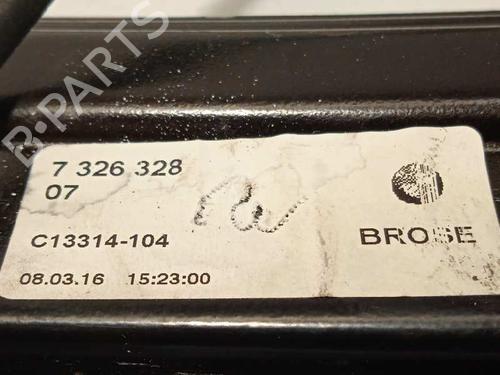 B-PARTS
7 326 328
07
C13314-104
BROSE
08.03.16 15:23:00